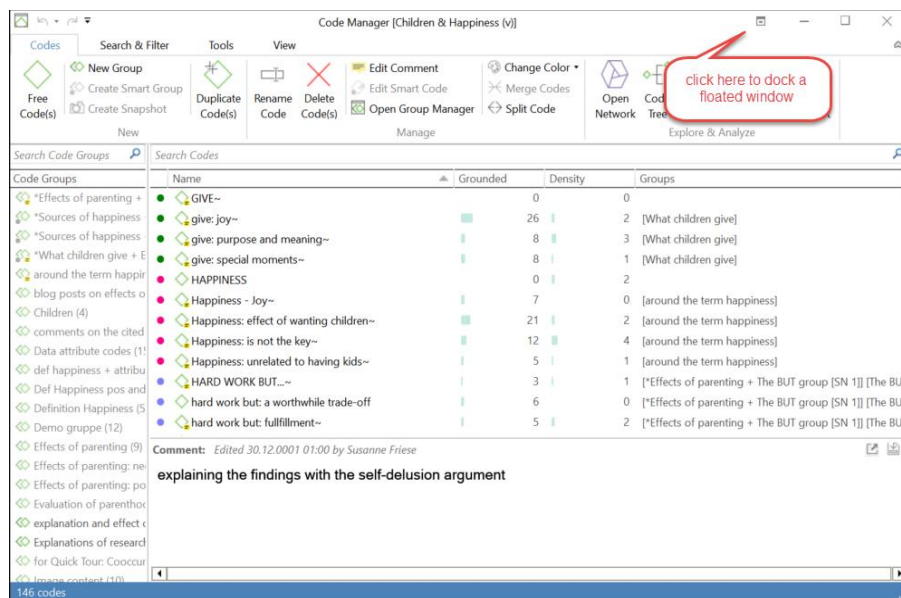 Code Manager [Children & Happiness (v)]
Codes Search & Filter Tools View
New Group
Create Smart Group
Create Snapshot
Free
Code(s)
New
Duplicate
Code(s)
Rename
Code
Delete
Code(s)
Edit Comment
Edit Smart Code
Open Group Manager
Change Color
Merge Codes
Split Code
Manage
Open
Network
Tree
Explore & Analyze
click here to dock a
floated window
Search Code Groups
Search Codes
Code Groups
*Effects of parenting +
*Sources of happiness
*Sources of happiness
*What children give + E
around the term happir
blog posts on effects o
Children (4)
comments on the cited
Data attribute codes (1
def happiness + attribu
Def Happiness pos and
Definition Happiness (5
Demo gruppe (12)
Effects of parenting (9)
Effects of parenting: ne
Effects of parenting: po
Evaluation of parenthoo
explanation and effect
Explanations of research
for Quick Tour: Cooccur
Image content (10)
Name Grounded Density Groups
GIVE~ 0 0
give: joy~ 26 2 [What children give]
give: purpose and meaning~ 8 3 [What children give]
give: special moments~ 8 1 [What children give]
HAPPINESS 0 2
Happiness - Joy~ 7 0 [around the term happiness]
Happiness: effect of wanting children~ 21 2 [around the term happiness]
Happiness: is not the key~ 12 4 [around the term happiness]
Happiness: unrelated to having kids~ 5 1 [around the term happiness]
HARD WORK BUT...~ 3 1 [*Effects of parenting + The BUT group [SN 1]] [The BU
hard work but: a worthwhile trade-off 6 0 [*Effects of parenting + The BUT group [SN 1]] [The BU
hard work but: fullfillment~ 5 2 [*Effects of parenting + The BUT group [SN 1]] [The BU
Comment: Edited 30.12.0001 01:00 by Susanne Friese
explaining the findings with the self-delusion argument
146 codes